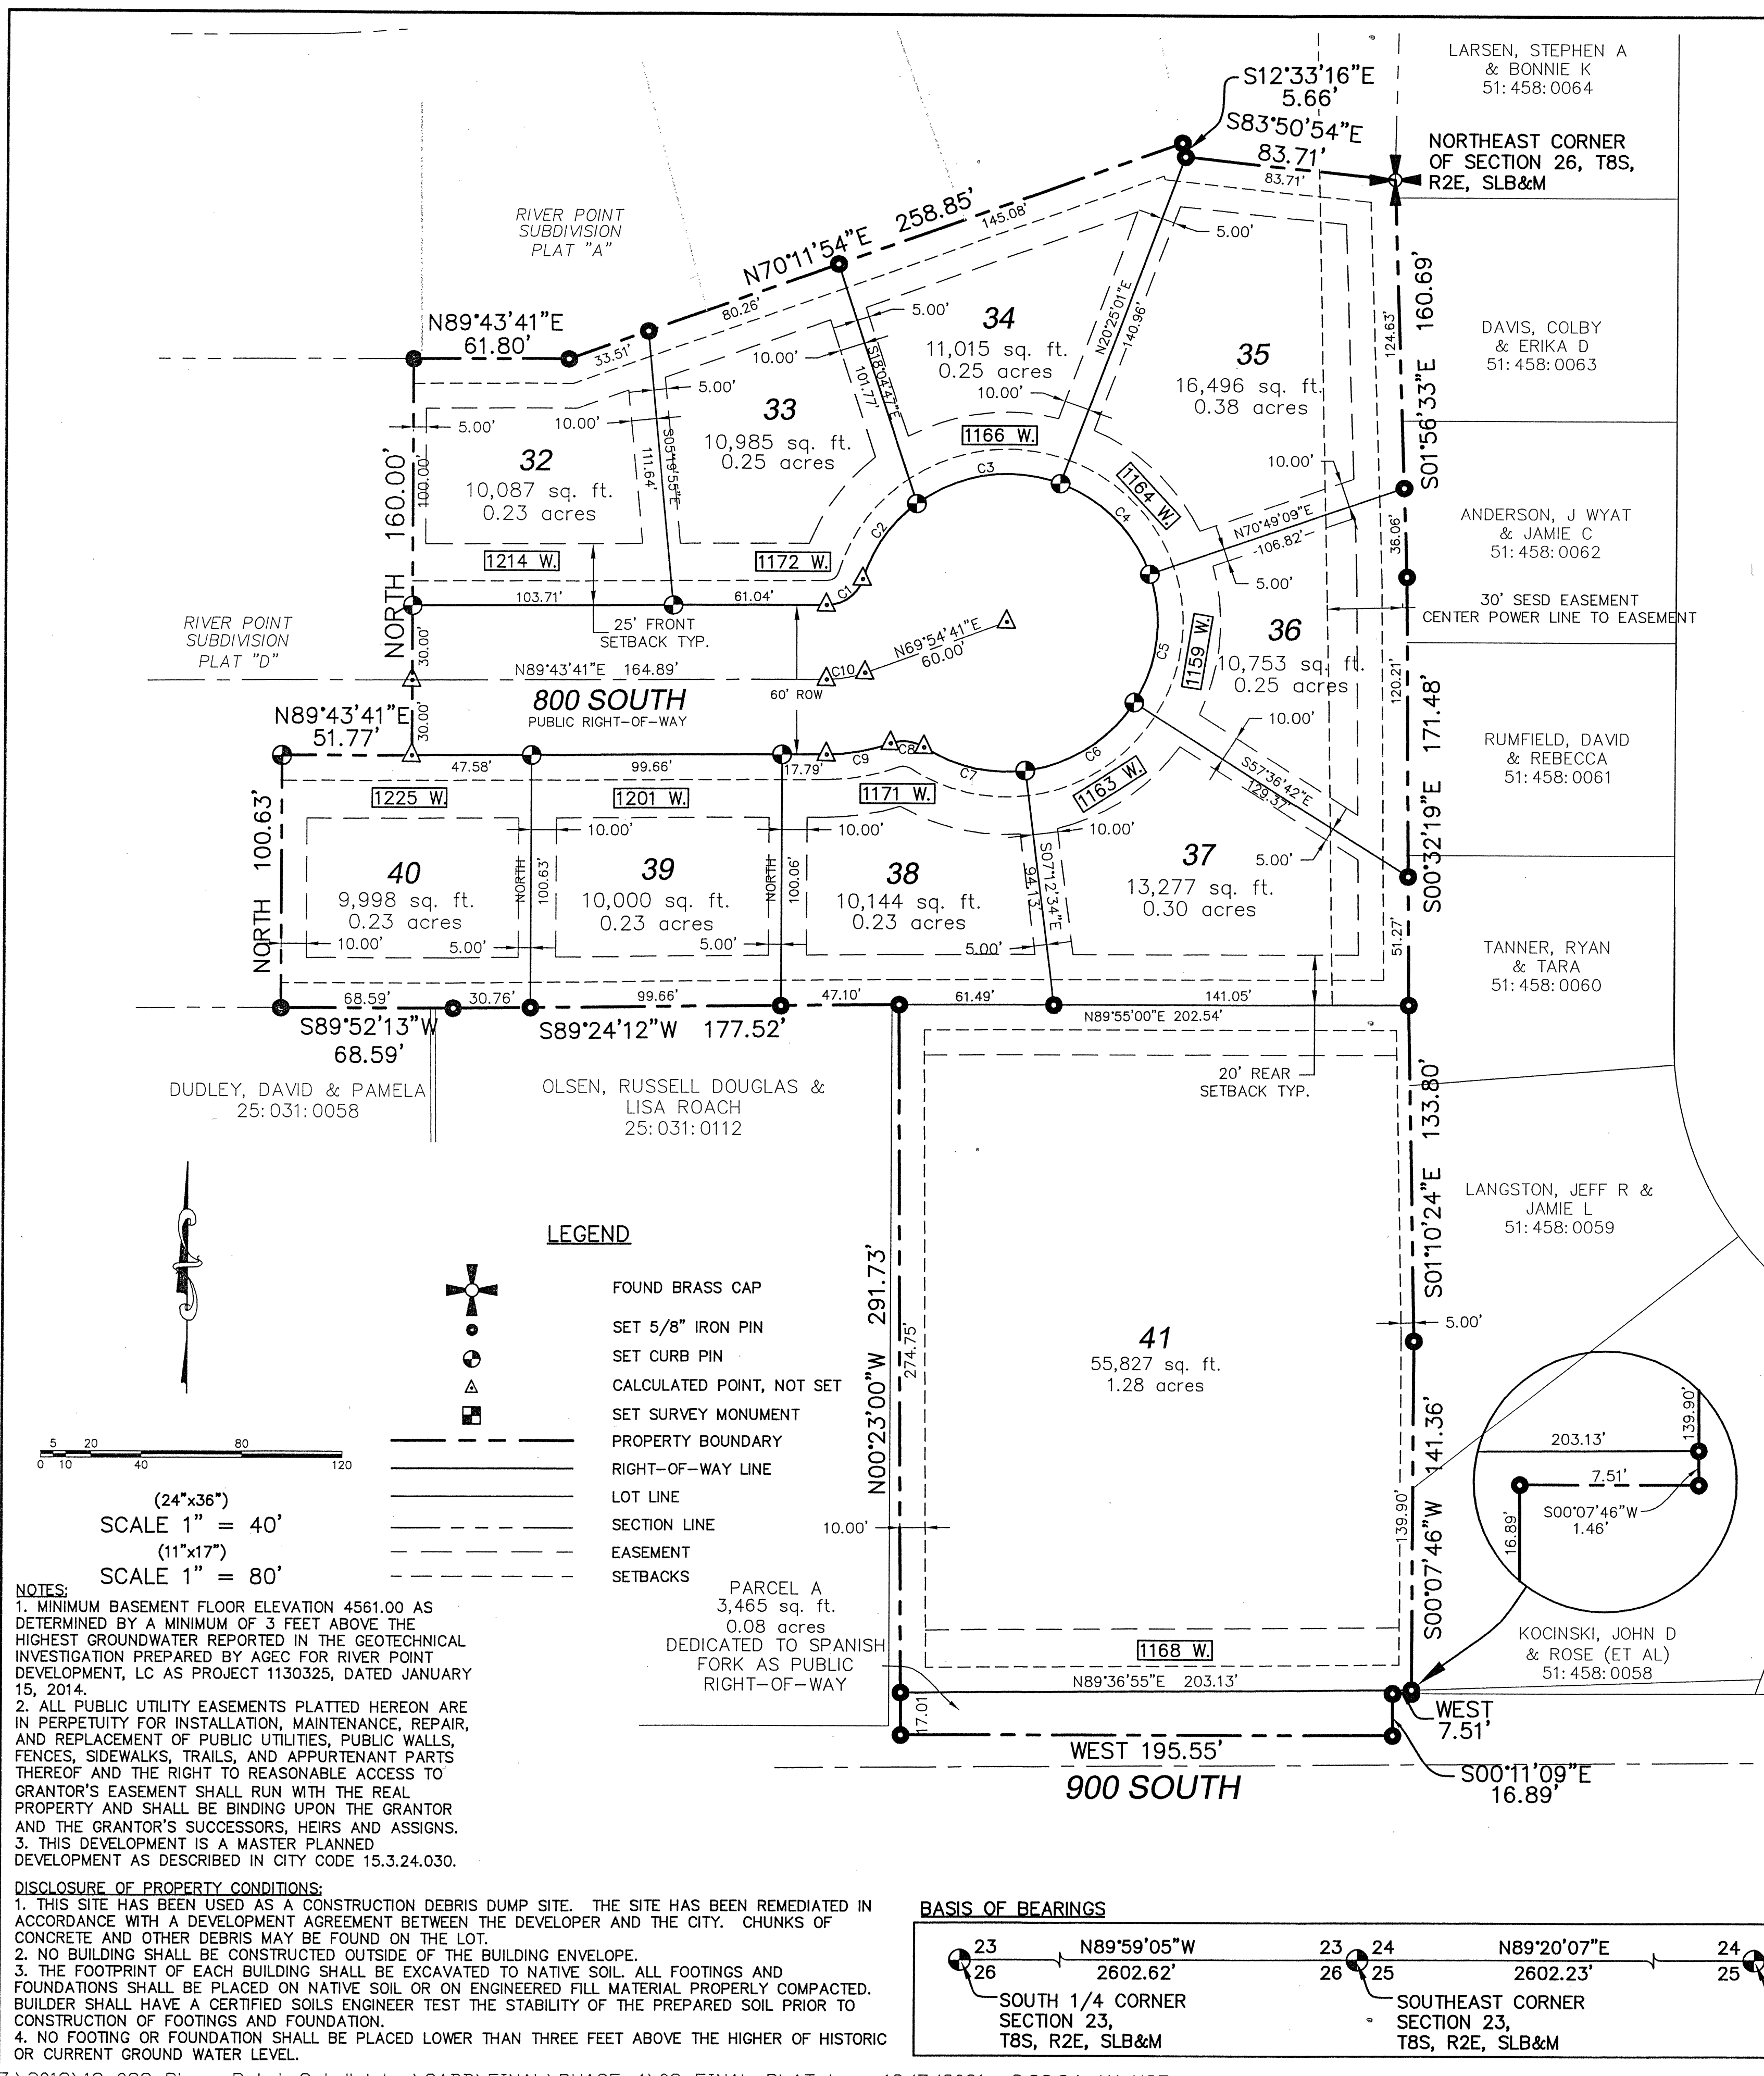 LARSEN, STEPHEN A
& BONNIE K
51:458:0064
S12°33'16"E
5.66'
S83°50'54"E
83.71'
83.71'
NORTHEAST CORNER
OF SECTION 26, T8S,
R2E, SLB&M
RIVER POINT
SUBDIVISION
PLAT "A"
N70°11'54"E 258.85'
145.08'
80.26'
33.51'
N89°43'41"E
61.80'
5.00'
5.00'
34
11,015 sq. ft.
0.25 acres
10.00'
10.00'
N20°25'01"E
140.96'
35
16,496 sq. ft.
0.38 acres
124.63'
S01°56'33"E 160.69'
DAVIS, COLBY
& ERIKA D
51:458:0063
5.00'
33
10,985 sq. ft.
0.25 acres
S18°04'47"E
101.77'
5.00'
10.00'
32
10,087 sq. ft.
0.23 acres
S05°19'55"E
111.64'
NORTH 160.00'
100.00'
1166 W.
1164 W.
10.00'
N70°49'09"E
106.82'
5.00'
36.06'
ANDERSON, J WYAT
& JAMIE C
51:458:0062
1214 W.
1172 W.
C1
C2
C3
C4
C5
C6
C7
C8
C9
C10
103.71'
61.04'
25' FRONT
SETBACK TYP.
30' SESD EASEMENT
CENTER POWER LINE TO EASEMENT
RIVER POINT
SUBDIVISION
PLAT "D"
30.00'
N89°43'41"E 164.89'
N69°54'41"E
60.00'
60' ROW
800 SOUTH
PUBLIC RIGHT-OF-WAY
30.00'
1159 W.
36
10,753 sq. ft.
0.25 acres
10.00'
120.21'
S00°32'19"E 171.48'
RUMFIELD, DAVID
& REBECCA
51:458:0061
N89°43'41"E
51.77'
47.58'
99.66'
17.79'
S57°36'42"E
129.37'
5.00'
1225 W.
1201 W.
1171 W.
1163 W.
10.00'
10.00'
10.00'
NORTH 100.63'
40
9,998 sq. ft.
0.23 acres
NORTH
100.63'
39
10,000 sq. ft.
0.23 acres
NORTH
100.06'
38
10,144 sq. ft.
0.23 acres
S07°12'34"E
94.13'
37
13,277 sq. ft.
0.30 acres
10.00'
5.00'
5.00'
5.00'
51.27'
TANNER, RYAN
& TARA
51:458:0060
68.59'
30.76'
99.66'
47.10'
61.49'
141.05'
S89°52'13"W
68.59'
S89°24'12"W 177.52'
N89°55'00"E 202.54'
20' REAR
SETBACK TYP.
DUDLEY, DAVID & PAMELA
25:031:0058
OLSEN, RUSSELL DOUGLAS &
LISA ROACH
25:031:0112
S01°10'24"E 133.80'
LANGSTON, JEFF R &
JAMIE L
51:458:0059
N00°23'00"W 291.73'
274.75'
5.00'
41
55,827 sq. ft.
1.28 acres
139.90'
S00°07'46"W 141.36'
139.90'
203.13'
7.51'
S00°07'46"W
1.46'
16.89'
LEGEND
FOUND BRASS CAP
SET 5/8" IRON PIN
SET CURB PIN
CALCULATED POINT, NOT SET
SET SURVEY MONUMENT
PROPERTY BOUNDARY
RIGHT-OF-WAY LINE
LOT LINE
SECTION LINE
EASEMENT
SETBACKS
5 20 80
0 10 40 120
(24"x36")
SCALE 1" = 40'
(11"x17")
SCALE 1" = 80'
10.00'
PARCEL A
3,465 sq. ft.
0.08 acres
DEDICATED TO SPANISH
FORK AS PUBLIC
RIGHT-OF-WAY
1168 W.
N89°36'55"E 203.13'
17.01
WEST 195.55'
900 SOUTH
KOCINSKI, JOHN D
& ROSE (ET AL)
51:458:0058
WEST
7.51'
S00°11'09"E
16.89'
NOTES:
1. MINIMUM BASEMENT FLOOR ELEVATION 4561.00 AS
DETERMINED BY A MINIMUM OF 3 FEET ABOVE THE
HIGHEST GROUNDWATER REPORTED IN THE GEOTECHNICAL
INVESTIGATION PREPARED BY AGEC FOR RIVER POINT
DEVELOPMENT, LC AS PROJECT 1130325, DATED JANUARY
15, 2014.
2. ALL PUBLIC UTILITY EASEMENTS PLATTED HEREON ARE
IN PERPETUITY FOR INSTALLATION, MAINTENANCE, REPAIR,
AND REPLACEMENT OF PUBLIC UTILITIES, PUBLIC WALLS,
FENCES, SIDEWALKS, TRAILS, AND APPURTENANT PARTS
THEREOF AND THE RIGHT TO REASONABLE ACCESS TO
GRANTOR'S EASEMENT SHALL RUN WITH THE REAL
PROPERTY AND SHALL BE BINDING UPON THE GRANTOR
AND THE GRANTOR'S SUCCESSORS, HEIRS AND ASSIGNS.
3. THIS DEVELOPMENT IS A MASTER PLANNED
DEVELOPMENT AS DESCRIBED IN CITY CODE 15.3.24.030.
DISCLOSURE OF PROPERTY CONDITIONS:
1. THIS SITE HAS BEEN USED AS A CONSTRUCTION DEBRIS DUMP SITE. THE SITE HAS BEEN REMEDIATED IN
ACCORDANCE WITH A DEVELOPMENT AGREEMENT BETWEEN THE DEVELOPER AND THE CITY. CHUNKS OF
CONCRETE AND OTHER DEBRIS MAY BE FOUND ON THE LOT.
2. NO BUILDING SHALL BE CONSTRUCTED OUTSIDE OF THE BUILDING ENVELOPE.
3. THE FOOTPRINT OF EACH BUILDING SHALL BE EXCAVATED TO NATIVE SOIL. ALL FOOTINGS AND
FOUNDATIONS SHALL BE PLACED ON NATIVE SOIL OR ON ENGINEERED FILL MATERIAL PROPERLY COMPACTED.
BUILDER SHALL HAVE A CERTIFIED SOILS ENGINEER TEST THE STABILITY OF THE PREPARED SOIL PRIOR TO
CONSTRUCTION OF FOOTINGS AND FOUNDATION.
4. NO FOOTING OR FOUNDATION SHALL BE PLACED LOWER THAN THREE FEET ABOVE THE HIGHER OF HISTORIC
OR CURRENT GROUND WATER LEVEL.
BASIS OF BEARINGS
23 N89°59'05"W 23 24 N89°20'07"E 24
26 2602.62' 26 25 2602.23' 25
SOUTH 1/4 CORNER
SECTION 23,
T8S, R2E, SLB&M
SOUTHEAST CORNER
SECTION 23,
T8S, R2E, SLB&M